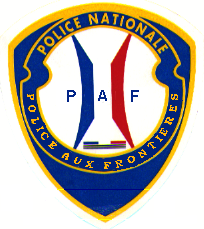 POLICE NATIONALE
P A F
POLICE AUX FRONTIERES